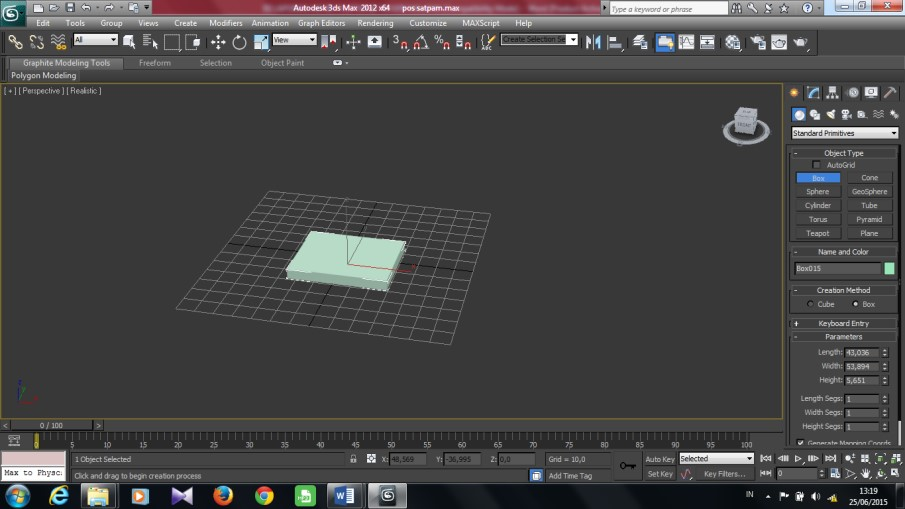 Autodesk 3ds Max 2012 x64 pos satpam.max
Type a keyword or phrase
Edit Tools Group Views Create Modifiers Animation Graph Editors Rendering Customize MAXScript Help
All View Create Selection Se
Graphite Modeling Tools Freeform Selection Object Paint
Polygon Modeling
[ + ] [ Perspective ] [ Realistic ]
Standard Primitives
Object Type
AutoGrid
Box Cone
Sphere GeoSphere
Cylinder Tube
Torus Pyramid
Teapot Plane
Name and Color
Box015
Creation Method
Cube Box
Keyboard Entry
Parameters
Length: 43,036
Width: 53,894
Height: 5,651
Length Segs: 1
Width Segs: 1
Height Segs: 1
Generate Mapping Coords
0 / 100
0 5 10 15 20 25 30 35 40 45 50 55 60 65 70 75 80 85 90 95 100
1 Object Selected X: 48,569 Y: -36,995 Z: 0,0 Grid = 10,0 Auto Key Selected
Max to Physc Click and drag to begin creation process Add Time Tag Set Key Key Filters... 0
IN 13:19
25/06/2015